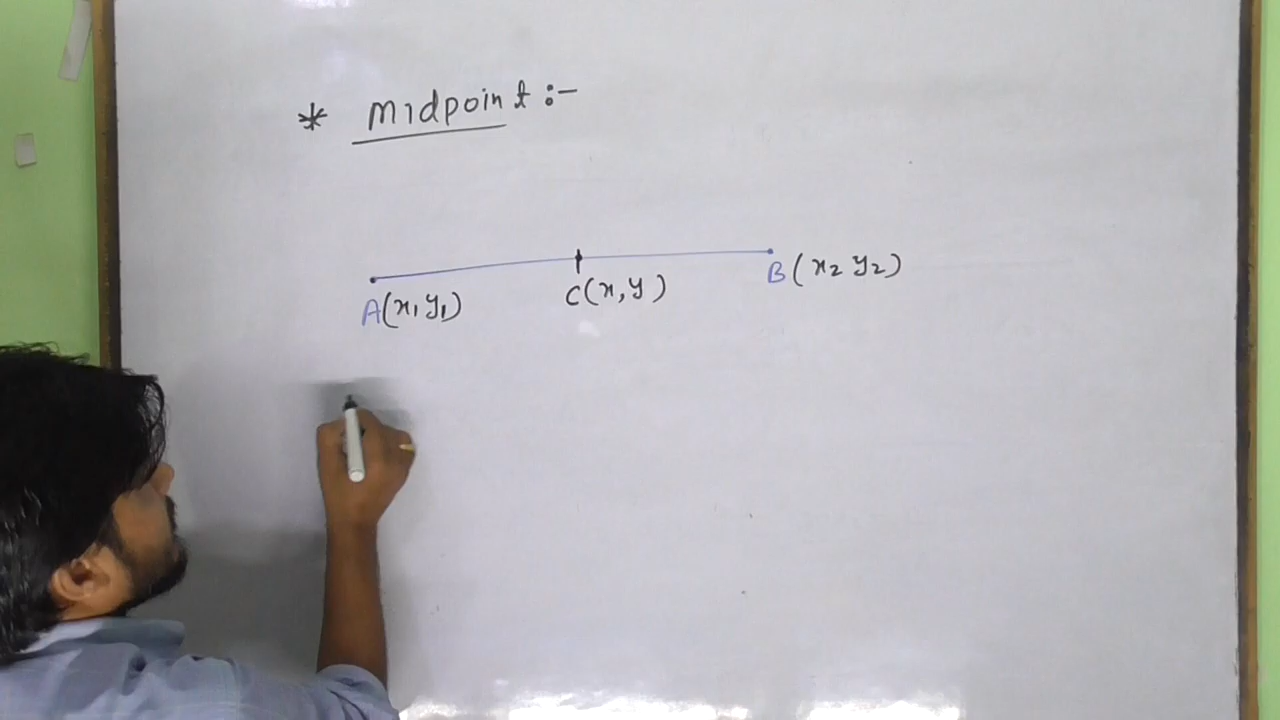 * Midpoint :-
A(x₁ y₁) C(x, y) B(x₂ y₂)